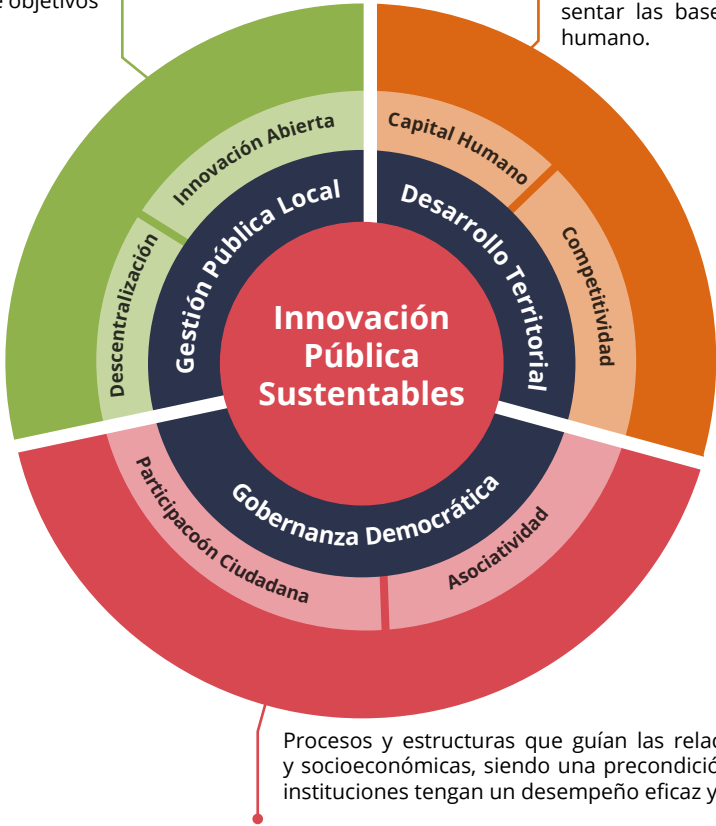 objetivos
sentar las base
humano.
Innovación Abierta
Capital Humano
Gestión Pública Local
Desarrollo Territorial
Descentralización
Competitividad
Innovación
Pública
Sustentables
Gobernanza Democrática
Participacoón Ciudadana
Asociatividad
Procesos y estructuras que guían las relac
y socioeconómicas, siendo una precondició
instituciones tengan un desempeño eficaz y